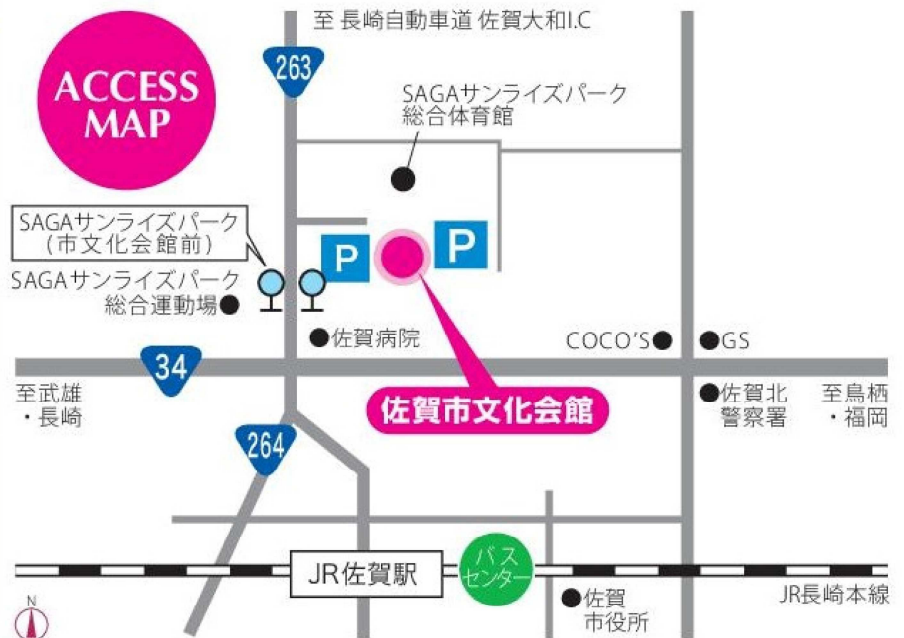 至 長崎自動車道 佐賀大和I.C
ACCESS
MAP
263
SAGAサンライズパーク
総合体育館
SAGAサンライズパーク
(市文化会館前)
P
P
SAGAサンライズパーク
総合運動場
佐賀病院
COCO'S
GS
34
至武雄
・長崎
佐賀市文化会館
佐賀北
警察署
至鳥栖
・福岡
264
バス
センター
JR佐賀駅
佐賀
市役所
JR長崎本線
N